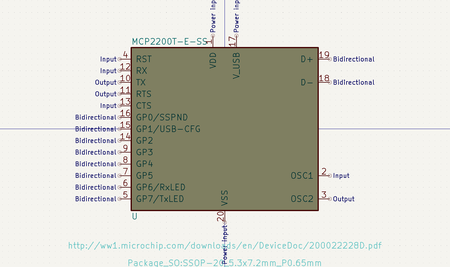 Power input
Power input
MCP2200T-E-SS
1
17
VDD
V_USB
Input 4 RST
D+ 19 Bidirectional
Input 12 RX
Output 10 TX
D- 18 Bidirectional
Output 11 RTS
Input 13 CTS
Bidirectional 16 GP0/SSPND
Bidirectional 15 GP1/USB-CFG
Bidirectional 14 GP2
Bidirectional 9 GP3
Bidirectional 8 GP4
Bidirectional 7 GP5
OSC1 2 Input
Bidirectional 6 GP6/RxLED
Bidirectional 5 GP7/TxLED
OSC2 3 Output
VSS
U
20
Power input
http://ww1.microchip.com/downloads/en/DeviceDoc/200022228D.pdf
Package_SO:SSOP-20_5.3x7.2mm_P0.65mm